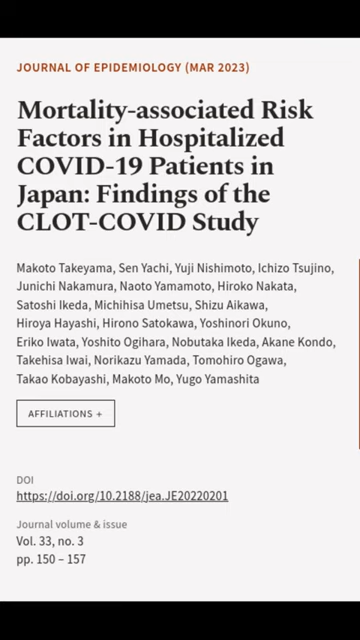 JOURNAL OF EPIDEMIOLOGY (MAR 2023)
Mortality-associated Risk
Factors in Hospitalized
COVID-19 Patients in
Japan: Findings of the
CLOT-COVID Study
Makoto Takeyama, Sen Yachi, Yuji Nishimoto, Ichizo Tsujino,
Junichi Nakamura, Naoto Yamamoto, Hiroko Nakata,
Satoshi Ikeda, Michihisa Umetsu, Shizu Aikawa,
Hiroya Hayashi, Hirono Satokawa, Yoshinori Okuno,
Eriko Iwata, Yoshito Ogihara, Nobutaka Ikeda, Akane Kondo,
Takehisa Iwai, Norikazu Yamada, Tomohiro Ogawa,
Takao Kobayashi, Makoto Mo, Yugo Yamashita
AFFILIATIONS +
DOI
https://doi.org/10.2188/jea.JE20220201
Journal volume & issue
Vol. 33, no. 3
pp. 150 – 157